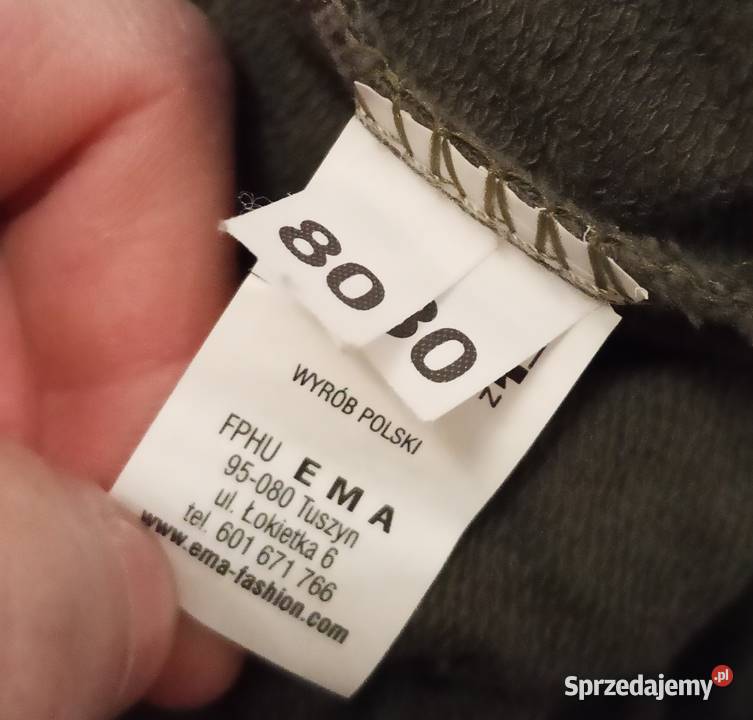 80
80
WYRÓB POLSKI
FPHU EMA
95-080 Tuszyn
ul. Łokietka 6
tel. 601 671 766
www.ema-fashion.com
Sprzedajemy.pl